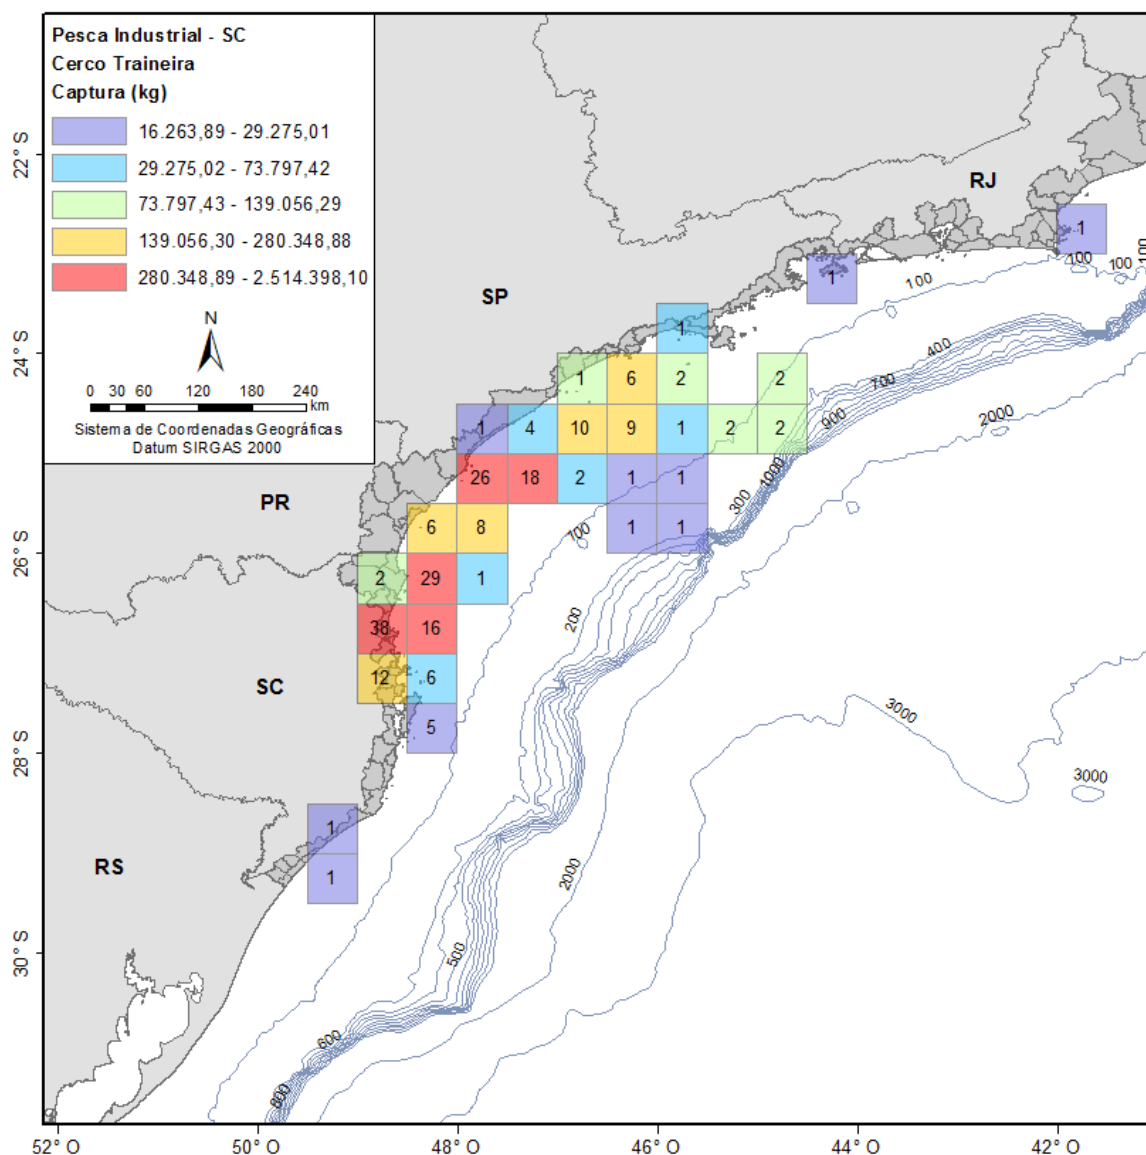 Pesca Industrial - SC
Cerco Traineira
Captura (kg)
16.263,89 - 29.275,01
29.275,02 - 73.797,42
73.797,43 - 139.056,29
139.056,30 - 280.348,88
280.348,89 - 2.514.398,10
N
0 30 60 120 180 240
km
Sistema de Coordenadas Geográficas
Datum SIRGAS 2000
22° S
24° S
26° S
28° S
30° S
RJ
SP
PR
SC
RS
1
100 100 100
1
100
1
400
1 6 2 2
700
2000
900
1 4 10 9 1 2 2
1000
26 18 2 1 1
300
6 8 700 1 1
2 29 1
200
38 16
12 6
3000
5
3000
1
2000
1
500
600
800
52° O 50° O 48° O 46° O 44° O 42° O